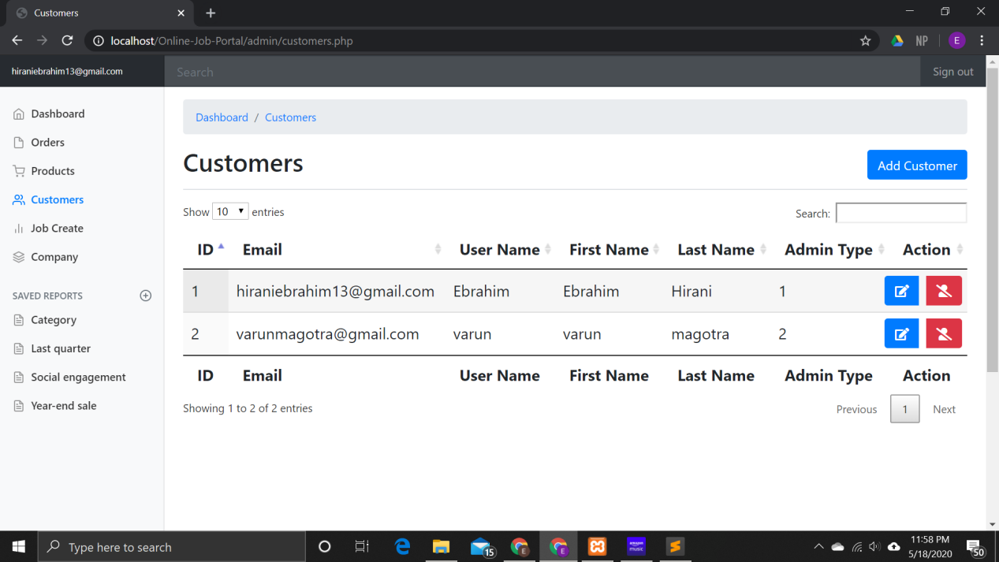 Customers
localhost/Online-Job-Portal/admin/customers.php
NP
E
hiraniebrahim13@gmail.com
Search
Sign out
Dashboard
Orders
Products
Customers
Job Create
Company
SAVED REPORTS
Category
Last quarter
Social engagement
Year-end sale
Dashboard / Customers
Customers
Add Customer
Show 10 entries
Search:
ID Email User Name First Name Last Name Admin Type Action
1 hiraniebrahim13@gmail.com Ebrahim Ebrahim Hirani 1
2 varunmagotra@gmail.com varun varun magotra 2
ID Email User Name First Name Last Name Admin Type Action
Showing 1 to 2 of 2 entries
Previous 1 Next
Type here to search
15
E
E
amazon music
11:58 PM
5/18/2020
50